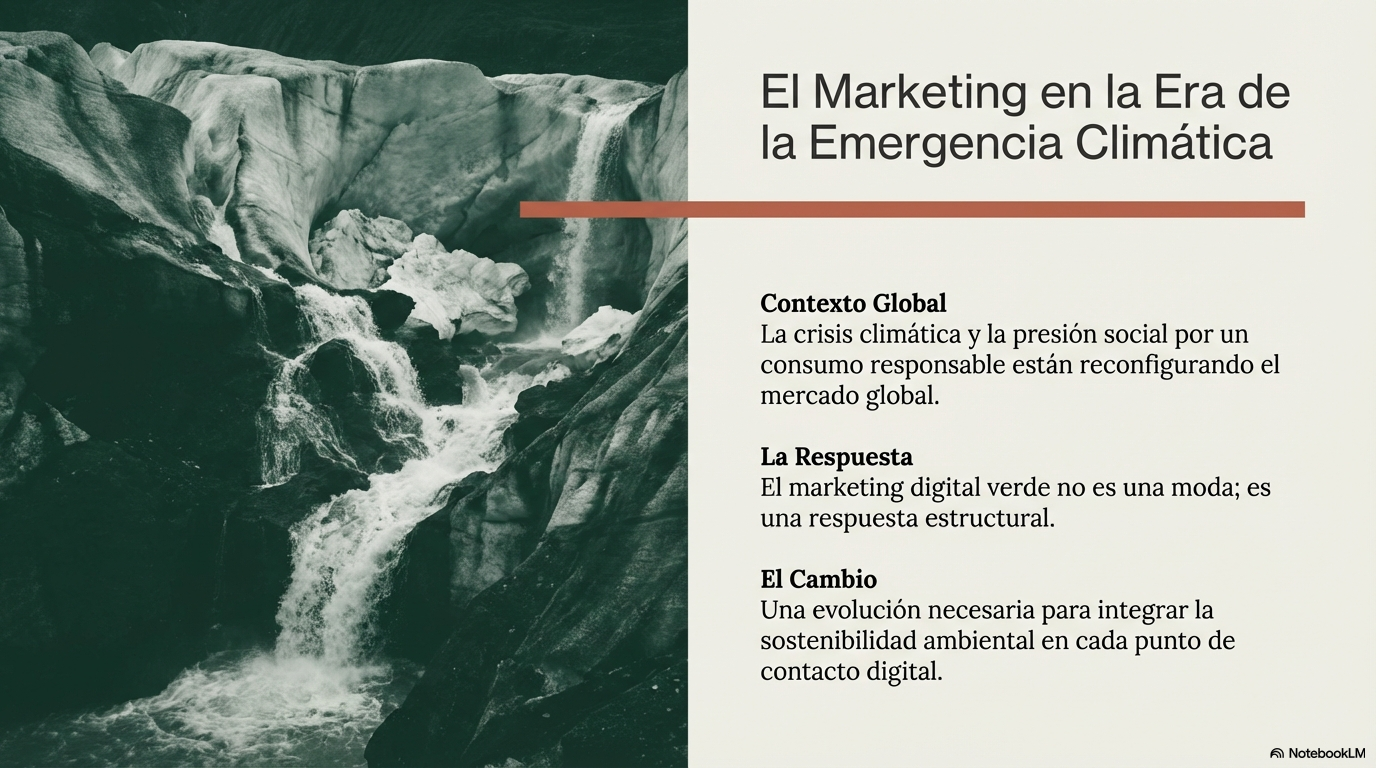 El Marketing en la Era de
la Emergencia Climática
Contexto Global
La crisis climática y la presión social por un
consumo responsable están reconfigurando el
mercado global.
La Respuesta
El marketing digital verde no es una moda; es
una respuesta estructural.
El Cambio
Una evolución necesaria para integrar la
sostenibilidad ambiental en cada punto de
contacto digital.
NotebookLM